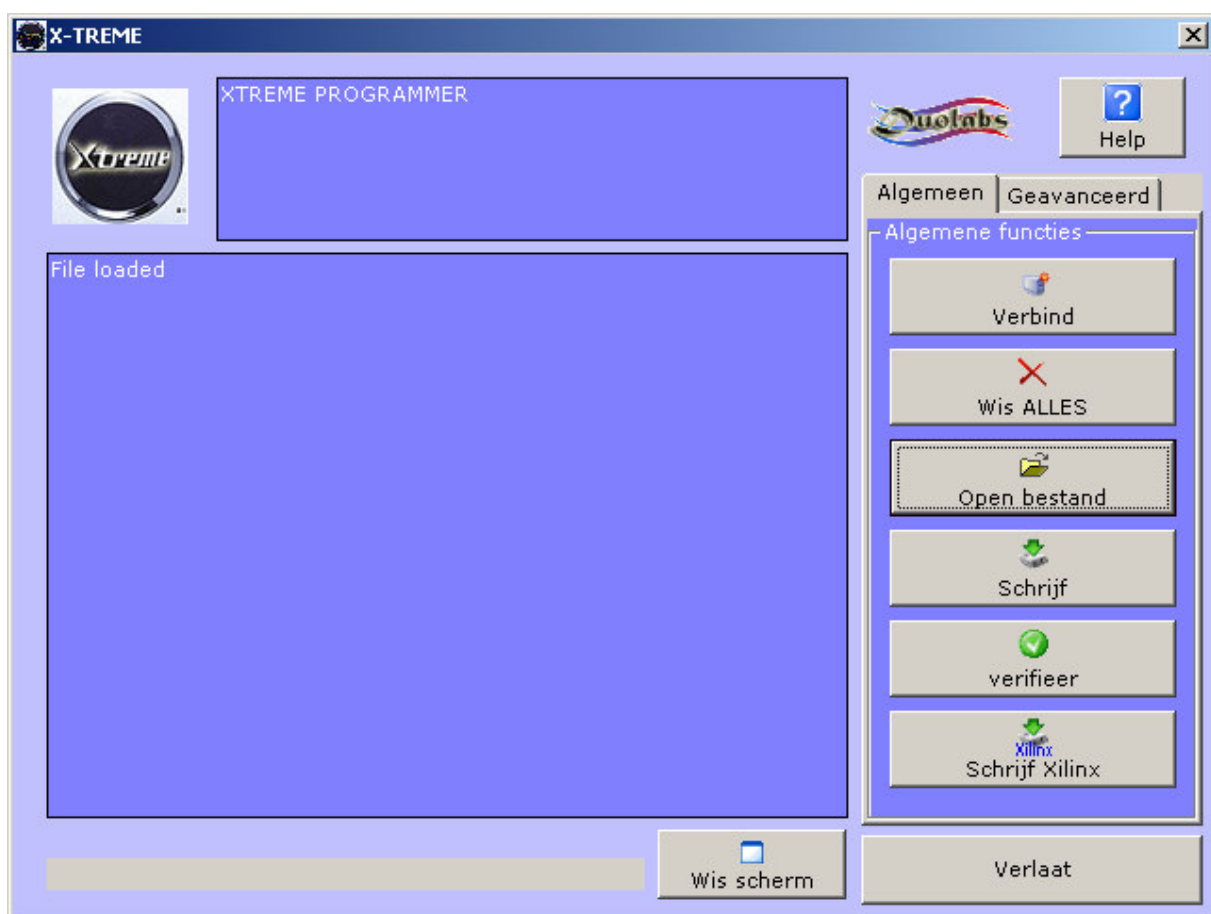 X-TREME
Xtreme
XTREME PROGRAMMER
Duolabs
?
Help
Algemeen
Geavanceerd
Algemene functies
File loaded
Verbind
Wis ALLES
Open bestand
Schrijf
verifieer
Xilinx
Schrijf Xilinx
Wis scherm
Verlaat